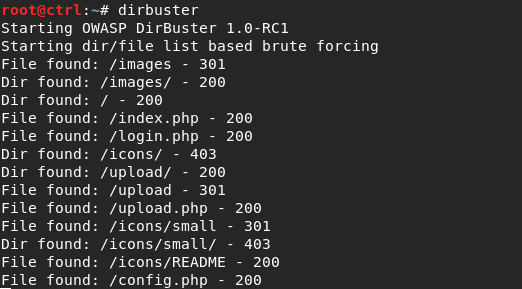 root@ctrl:~# dirbuster
Starting OWASP DirBuster 1.0-RC1
Starting dir/file list based brute forcing
File found: /images - 301
Dir found: /images/ - 200
Dir found: / - 200
File found: /index.php - 200
File found: /login.php - 200
Dir found: /icons/ - 403
Dir found: /upload/ - 200
File found: /upload - 301
File found: /upload.php - 200
File found: /icons/small - 301
Dir found: /icons/small/ - 403
File found: /icons/README - 200
File found: /config.php - 200